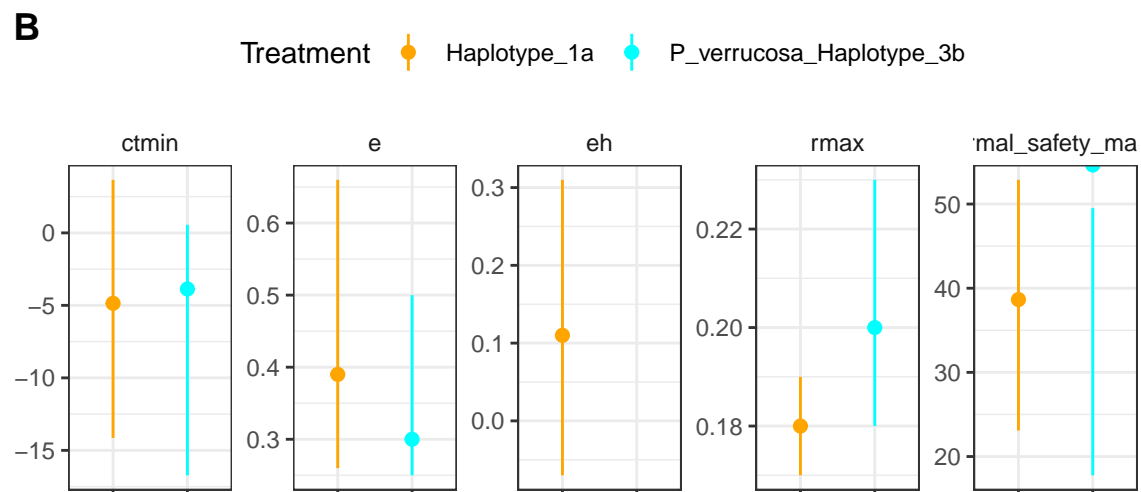 B
Treatment Haplotype_1a P_verrucosa_Haplotype_3b
ctmin e eh rmax rmal_safety_ma
0 −5 −10 −15
0.6 0.5 0.4 0.3
0.3 0.2 0.1 0.0
0.22 0.20 0.18
50 40 30 20